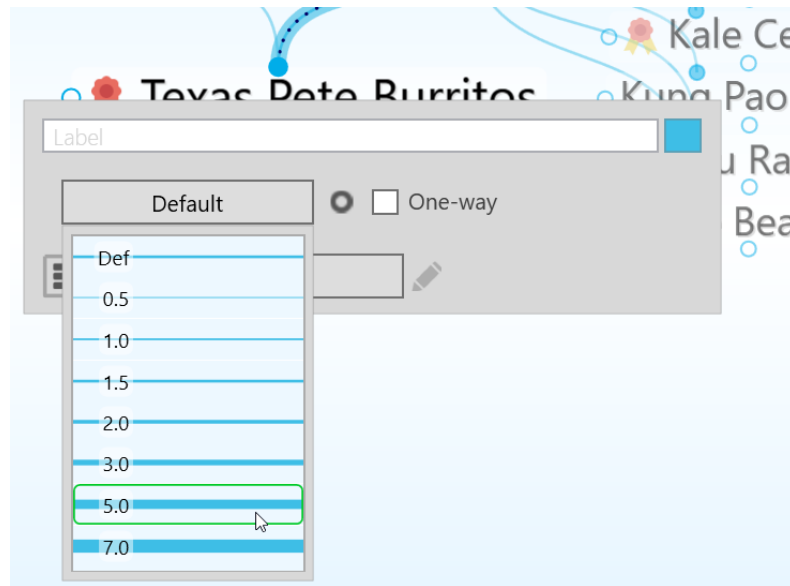 Kale Ce
Texas Pete Burritos
Kung Pao
Label
u Ra
Default
One-way
Bea
Def
0.5
1.0
1.5
2.0
3.0
5.0
7.0